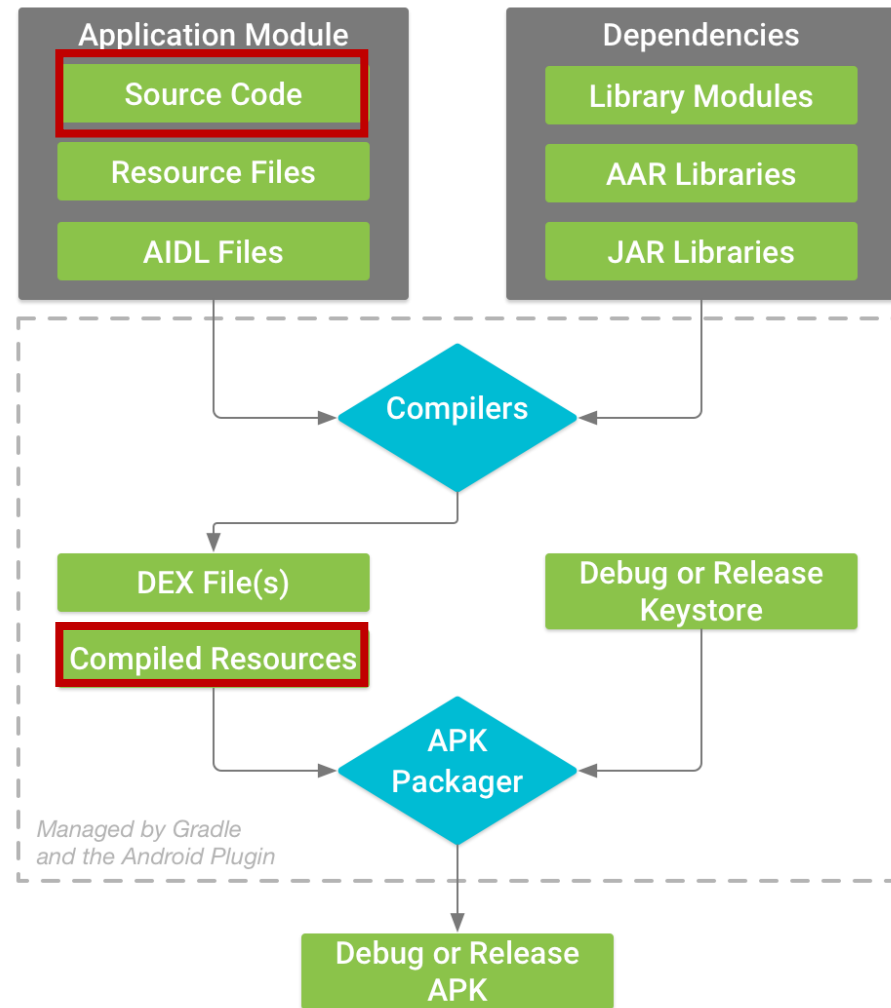 Application Module
Source Code
Resource Files
AIDL Files
Dependencies
Library Modules
AAR Libraries
JAR Libraries
Compilers
DEX File(s)
Compiled Resources
Debug or Release
Keystore
APK
Packager
Managed by Gradle
and the Android Plugin
Debug or Release
APK